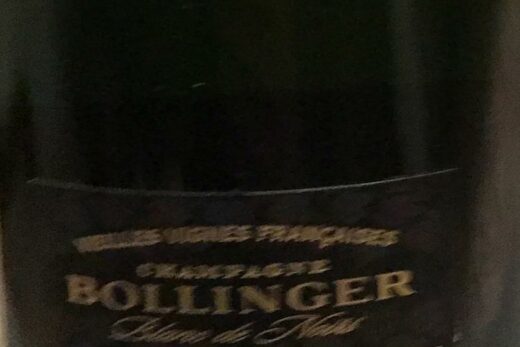 VIEILLES VIGNES FRANÇAISES
CHAMPAGNE
BOLLINGER
Blanc de Noirs